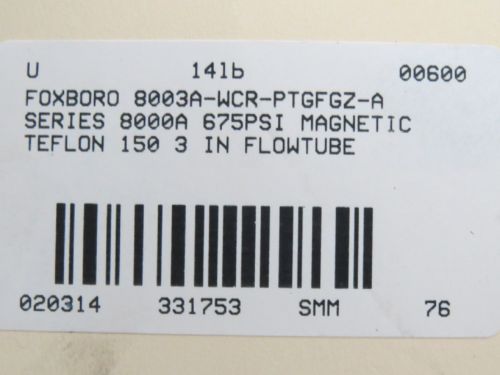 U 14lb 00600
FOXBORO 8003A-WCR-PTGFGZ-A
SERIES 8000A 675PSI MAGNETIC
TEFLON 150 3 IN FLOWTUBE
020314 331753 SMM 76